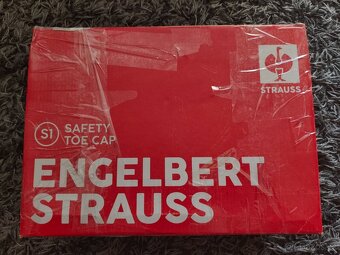 STRAUSS
S1 SAFETY
TOE CAP
ENGELBERT
STRAUSS